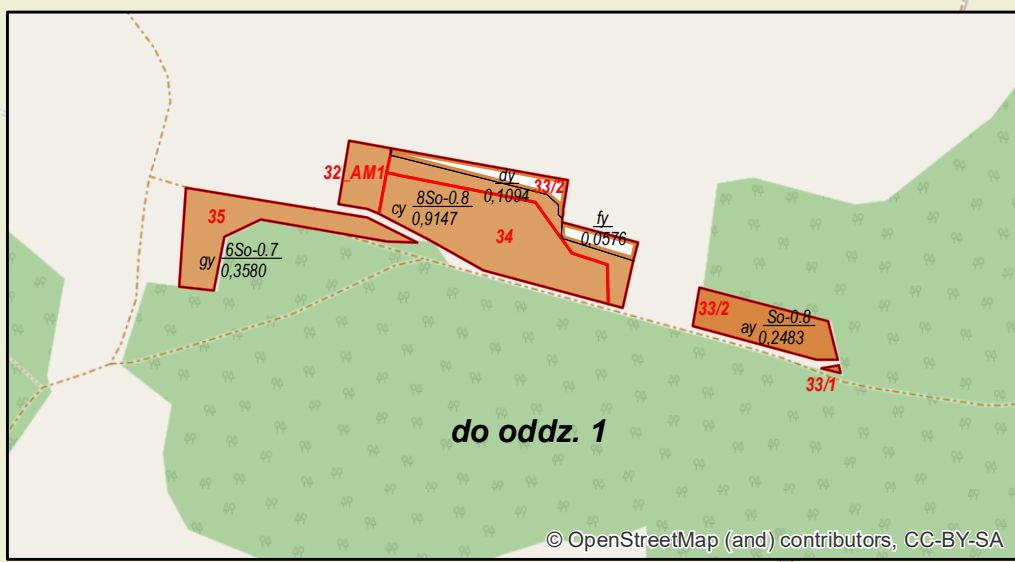 32_AM1
dy
0,1094
33/2
35
cy 8So-0.8
0,9147
34
fy
0,0576
gy 6So-0.7
0,3580
33/2
ay So-0.8
0,2483
33/1
do oddz. 1
© OpenStreetMap (and) contributors, CC-BY-SA